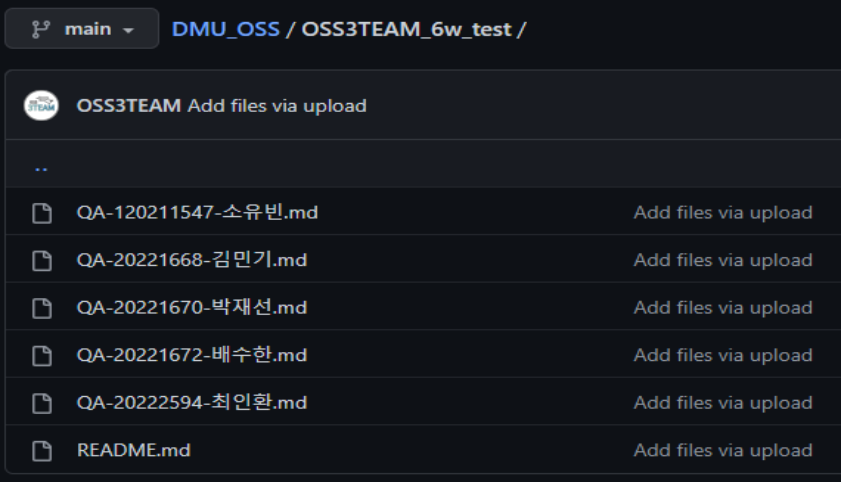 main
DMU_OSS / OSS3TEAM_6w_test /
3TEAM
OSS3TEAM Add files via upload
..
QA-120211547-소유빈.md Add files via upload
QA-20221668-김민기.md Add files via upload
QA-20221670-박재선.md Add files via upload
QA-20221672-배수한.md Add files via upload
QA-20222594-최인환.md Add files via upload
README.md Add files via upload